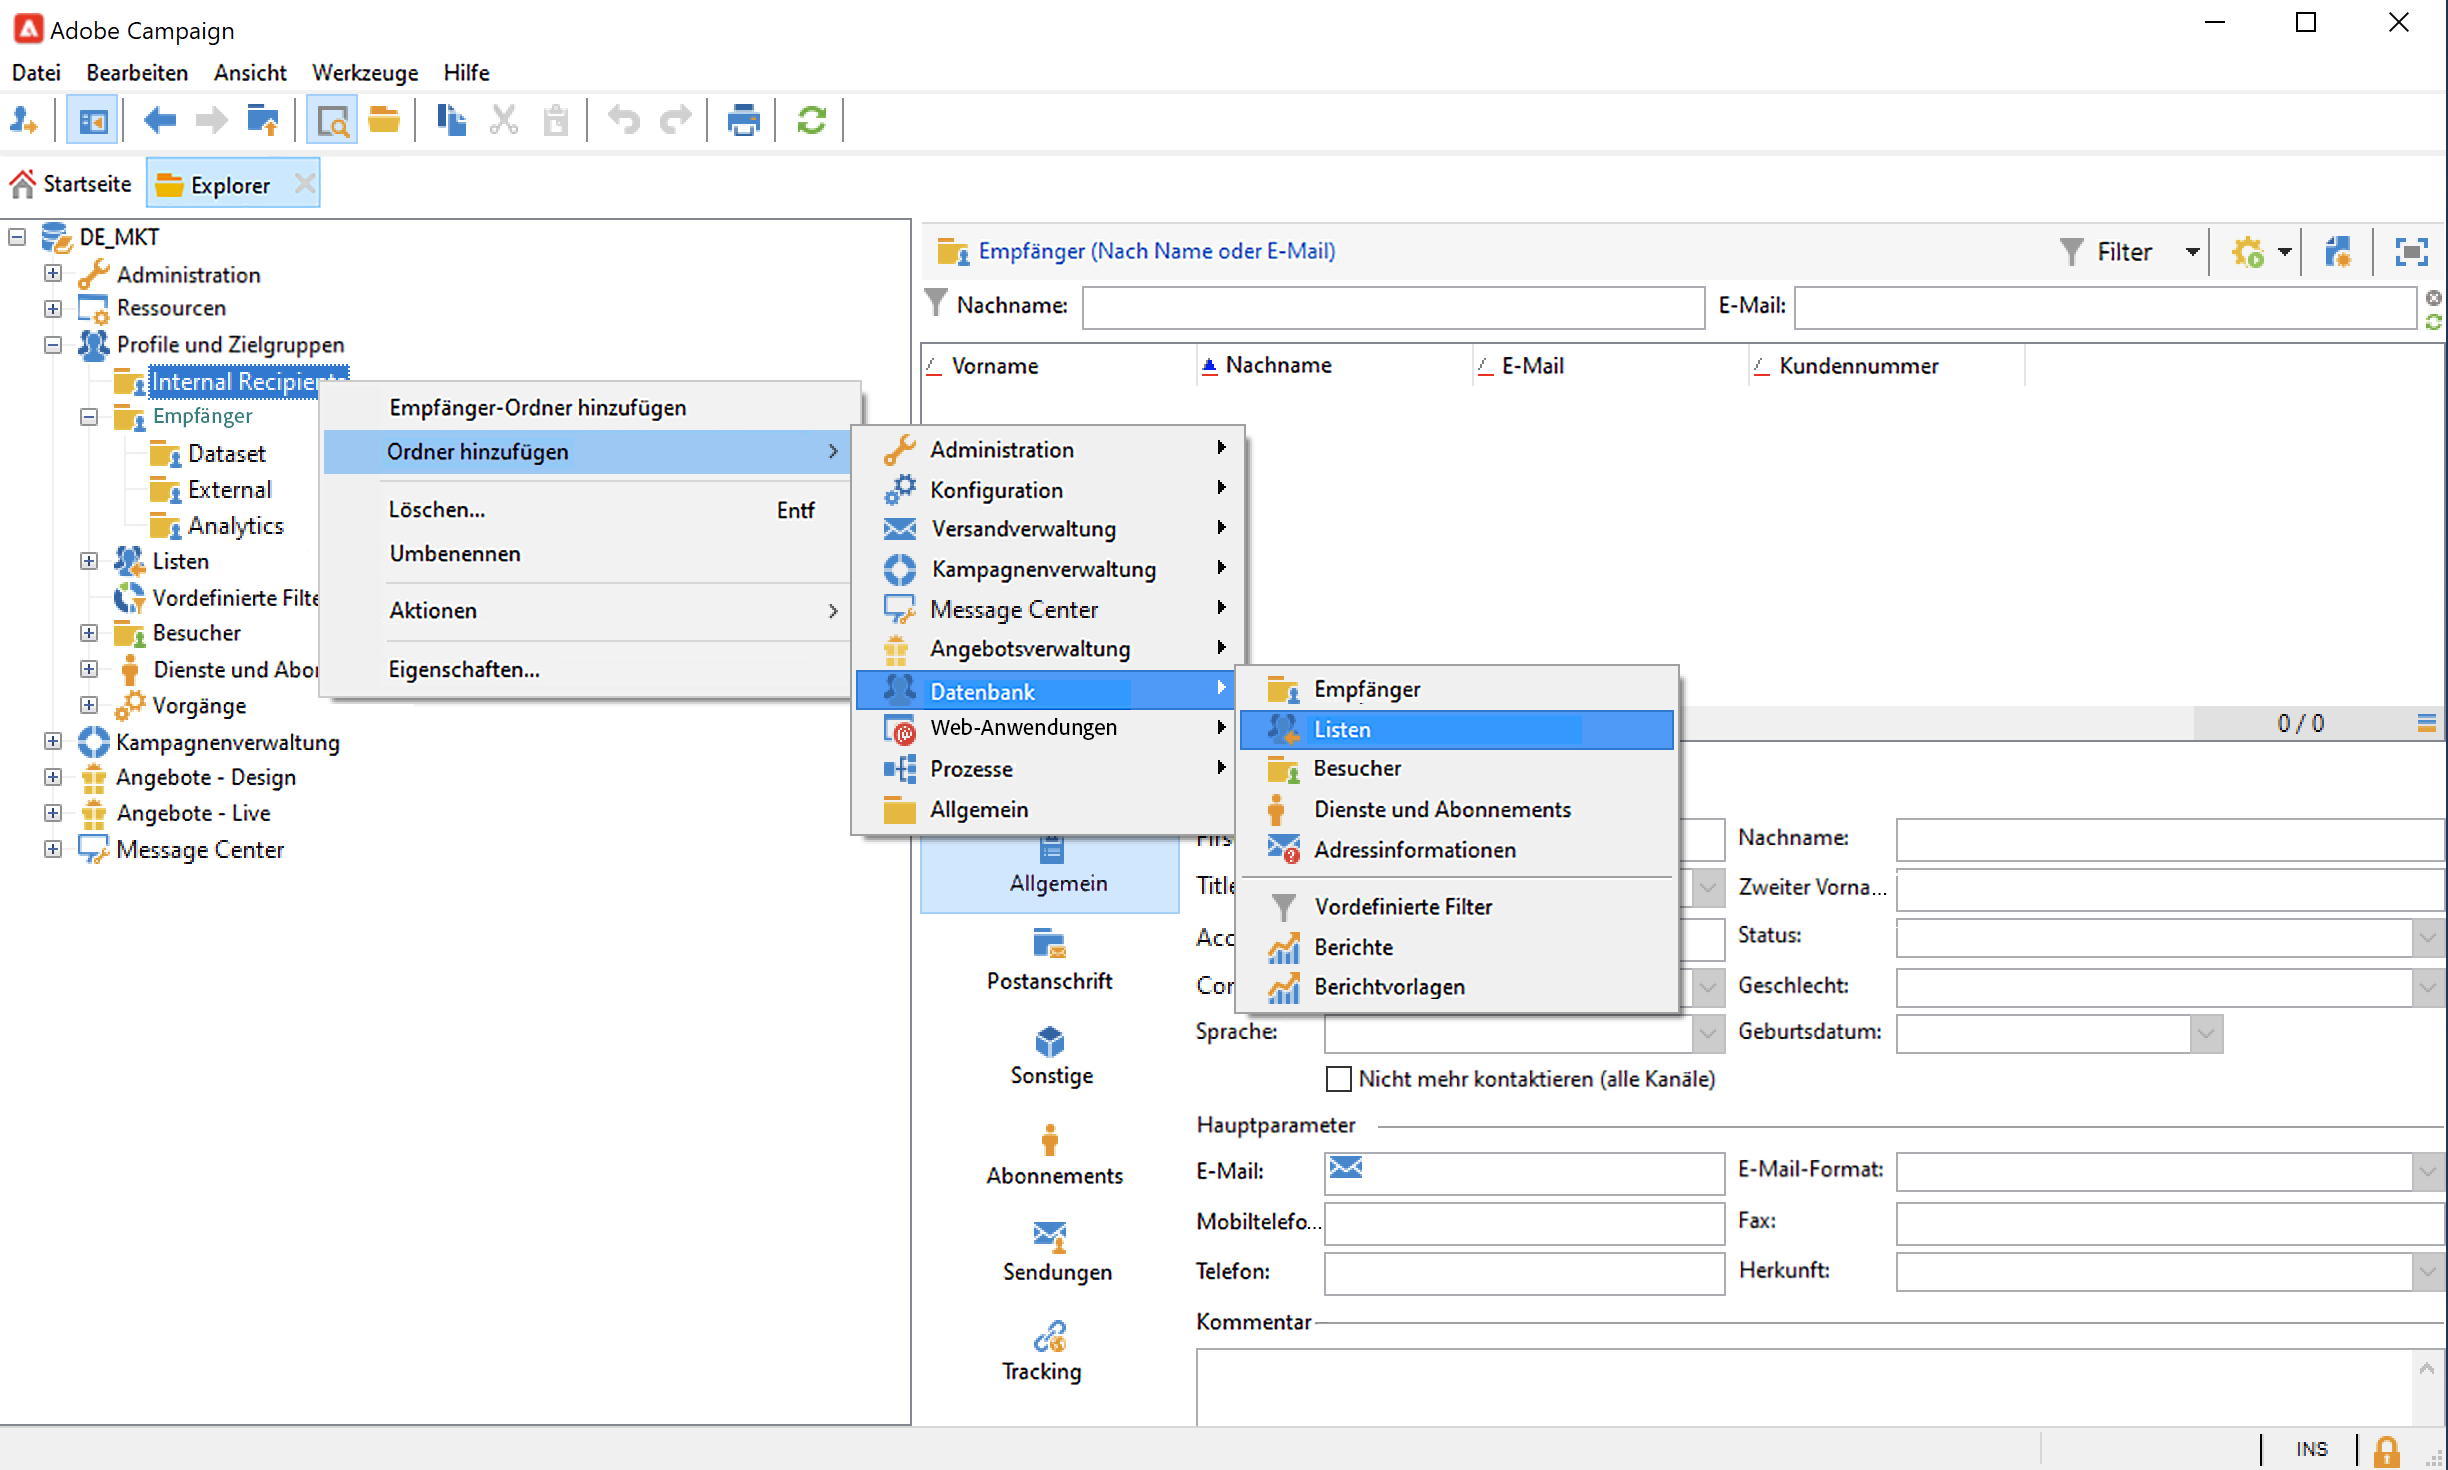 Adobe Campaign
Datei Bearbeiten Ansicht Werkzeuge Hilfe
Startseite Explorer
DE_MKT
Administration
Ressourcen
Profile und Zielgruppen
Internal Recipients
Empfänger
Dataset
External
Analytics
Listen
Vordefinierte Filte
Besucher
Dienste und Abo
Vorgänge
Kampagnenverwaltung
Angebote - Design
Angebote - Live
Message Center
Empfänger-Ordner hinzufügen
Ordner hinzufügen
Löschen... Entf
Umbenennen
Aktionen
Eigenschaften...
Administration
Konfiguration
Versandverwaltung
Kampagnenverwaltung
Message Center
Angebotsverwaltung
Datenbank
Web-Anwendungen
Prozesse
Allgemein
Empfänger
Listen
Besucher
Dienste und Abonnements
Adressinformationen
Vordefinierte Filter
Berichte
Berichtvorlagen
Empfänger (Nach Name oder E-Mail) Filter
Nachname: E-Mail:
Vorname Nachname E-Mail Kundennummer
0 / 0
Allgemein
Postanschrift
Sonstige
Abonnements
Sendungen
Tracking
Nachname:
Title Zweiter Vorna...
Acc Status:
Cor Geschlecht:
Sprache: Geburtsdatum:
Nicht mehr kontaktieren (alle Kanäle)
Hauptparameter
E-Mail: E-Mail-Format:
Mobiltelefo... Fax:
Telefon: Herkunft:
Kommentar
INS